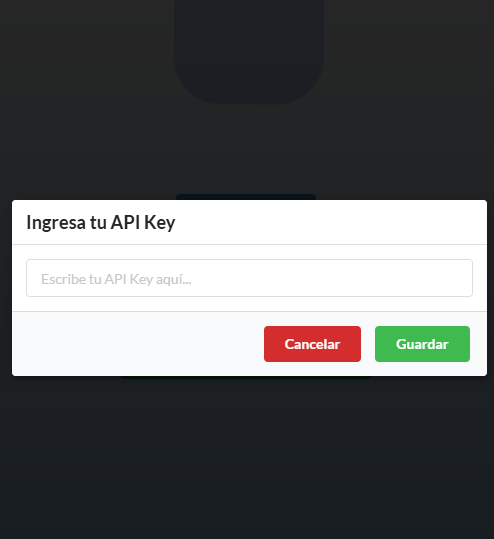 Ingresa tu API Key
Escribe tu API Key aquí...
Cancelar
Guardar